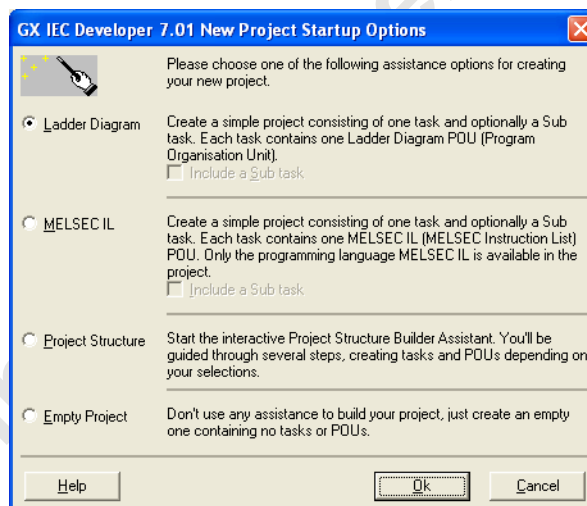 GX IEC Developer 7.01 New Project Startup Options
Please choose one of the following assistance options for creating
your new project.
Ladder Diagram
Create a simple project consisting of one task and optionally a Sub
task. Each task contains one Ladder Diagram POU (Program
Organisation Unit).
Include a Sub task
MELSEC IL
Create a simple project consisting of one task and optionally a Sub
task. Each task contains one MELSEC IL (MELSEC Instruction List)
POU. Only the programming language MELSEC IL is available in the
project.
Include a Sub task
Project Structure
Start the interactive Project Structure Builder Assistant. You'll be
guided through several steps, creating tasks and POUs depending on
your selections.
Empty Project
Don't use any assistance to build your project, just create an empty
one containing no tasks or POUs.
Help
Ok
Cancel